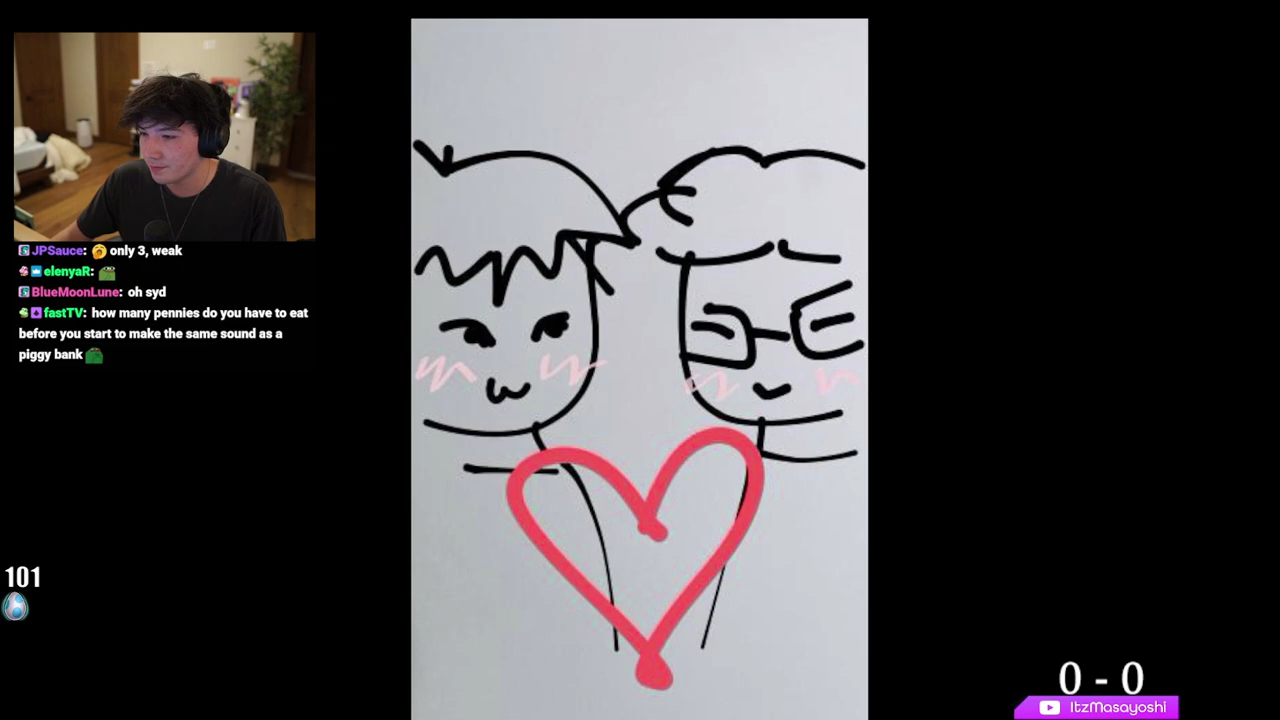 JPSauce: only 3, weak
elenyaR:
BlueMoonLune: oh syd
fastTV: how many pennies do you have to eat
before you start to make the same sound as a
piggy bank
101
0 - 0
ItzMasayoshi